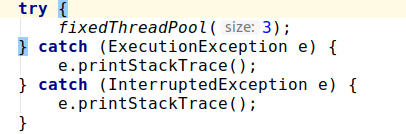 try {
fixedThreadPool( size: 3);
} catch (ExecutionException e) {
e.printStackTrace();
} catch (InterruptedException e) {
e.printStackTrace();
}